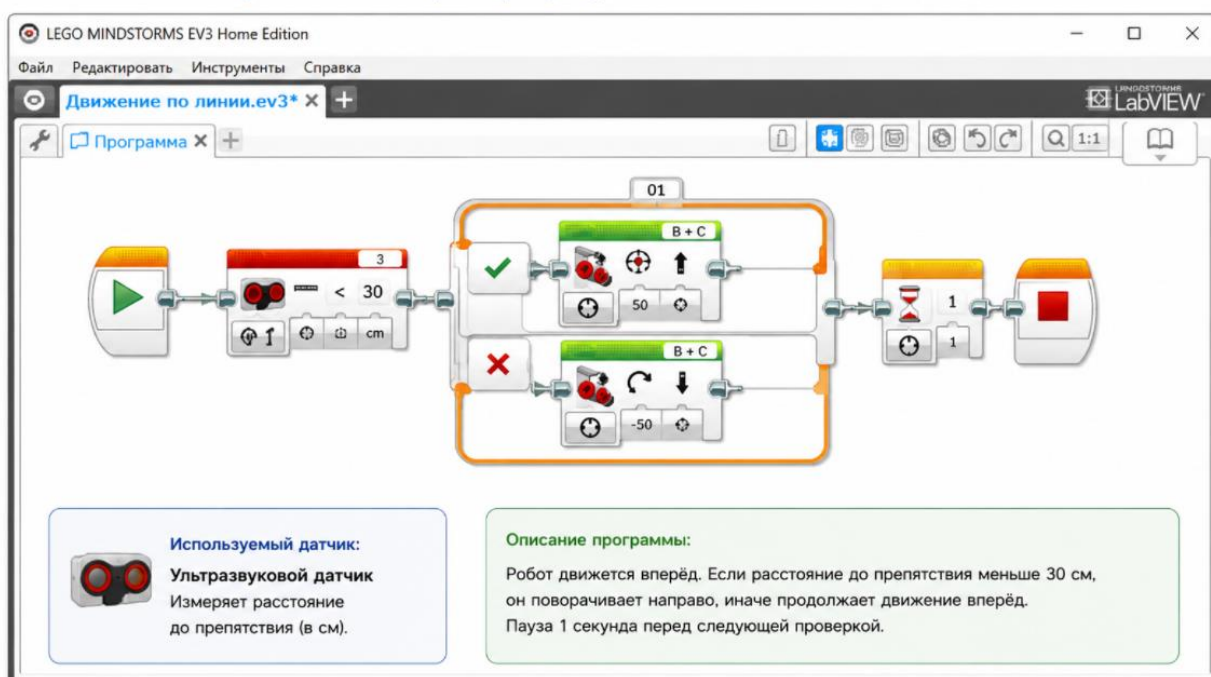 LEGO MINDSTORMS EV3 Home Edition
Файл Редактировать Инструменты Справка
Движение по линии.ev3*
LabVIEW
Программа
1:1
01
B + C
3
< 30
50
1
cm
1
B + C
-50
Используемый датчик:
Ультразвуковой датчик
Измеряет расстояние
до препятствия (в см).
Описание программы:
Робот движется вперёд. Если расстояние до препятствия меньше 30 см,
он поворачивает направо, иначе продолжает движение вперёд.
Пауза 1 секунда перед следующей проверкой.